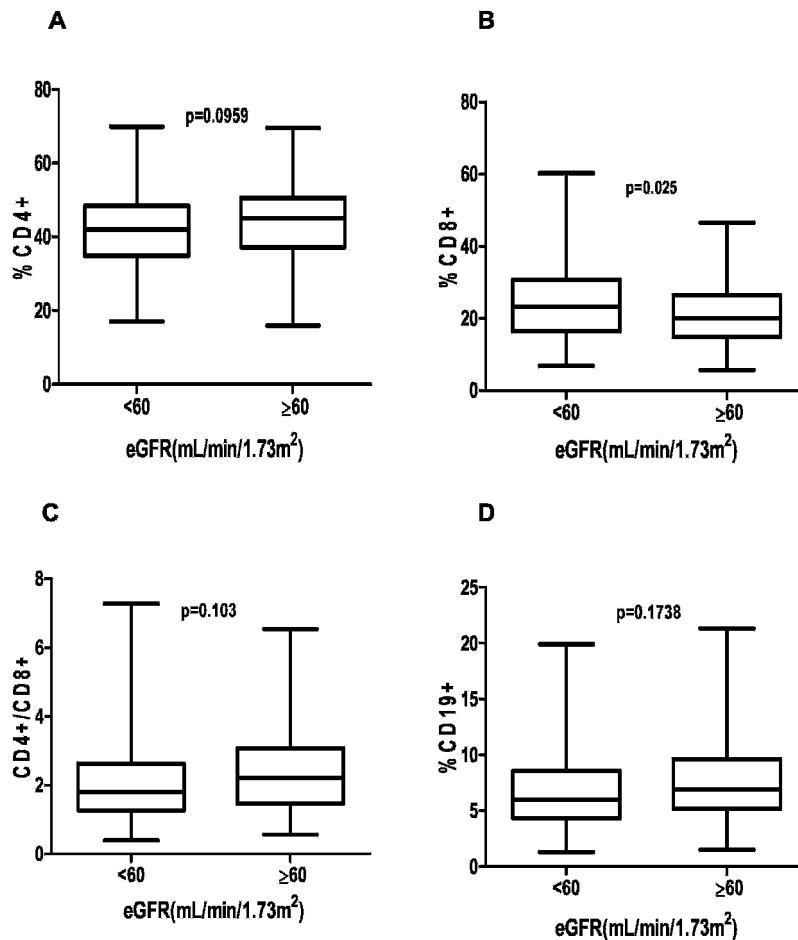 A
80
60
40
20
0
%CD4+
p=0.0959
<60
≥60
eGFR(mL/min/1.73m²)
B
80
60
40
20
0
%CD8+
p=0.025
<60
≥60
eGFR(mL/min/1.73m²)
C
8
6
4
2
0
CD4+/CD8+
p=0.103
<60
≥60
eGFR(mL/min/1.73m²)
D
25
20
15
10
5
0
%CD19+
p=0.1738
<60
≥60
eGFR(mL/min/1.73m²)